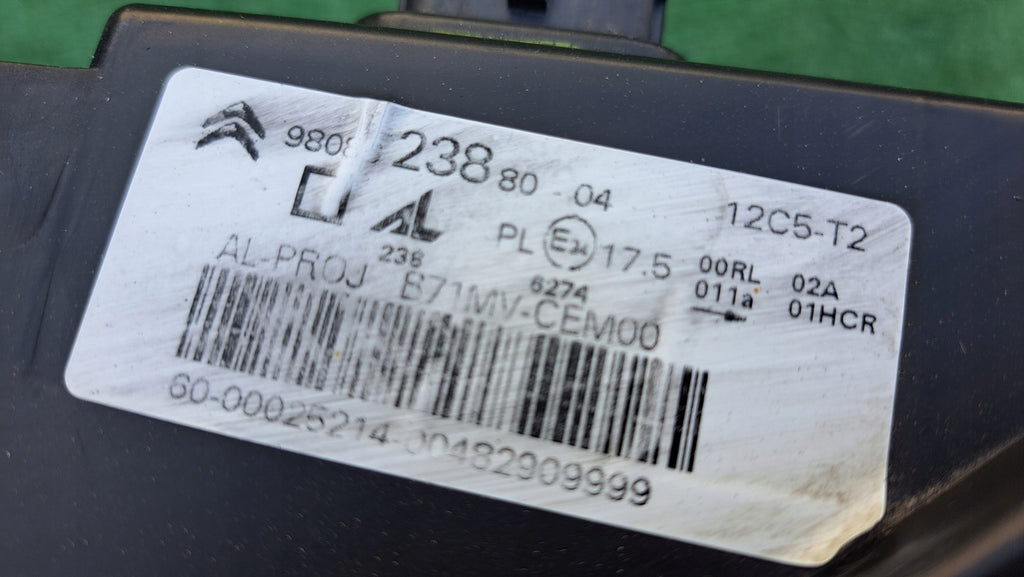 238 80 - 04
12C5-T2
AL
238
PL E24 17.5
6274
00RL 02A
011a 01HCR
AL-PROJ B71MV-CEM00
60-00025214-00482909999